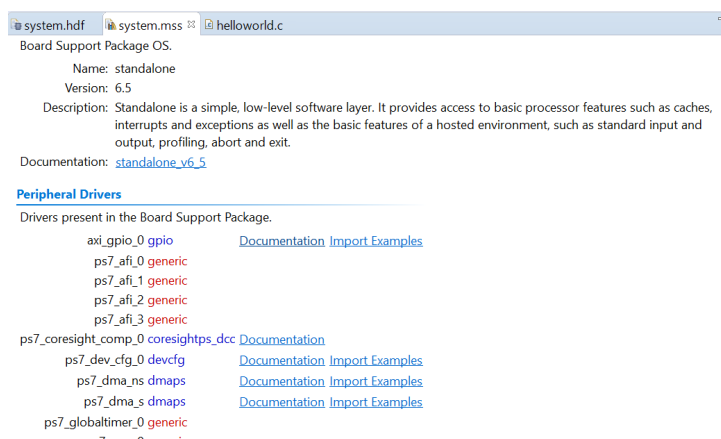 system.hdf system.mss helloworld.c
Board Support Package OS.
Name: standalone
Version: 6.5
Description: Standalone is a simple, low-level software layer. It provides access to basic processor features such as caches,
interrupts and exceptions as well as the basic features of a hosted environment, such as standard input and
output, profiling, abort and exit.
Documentation: standalone_v6_5
Peripheral Drivers
Drivers present in the Board Support Package.
axi_gpio_0 gpio Documentation Import Examples
ps7_afi_0 generic
ps7_afi_1 generic
ps7_afi_2 generic
ps7_afi_3 generic
ps7_coresight_comp_0 coresightps_dcc Documentation
ps7_dev_cfg_0 devcfg Documentation Import Examples
ps7_dma_ns dmaps Documentation Import Examples
ps7_dma_s dmaps Documentation Import Examples
ps7_globaltimer_0 generic